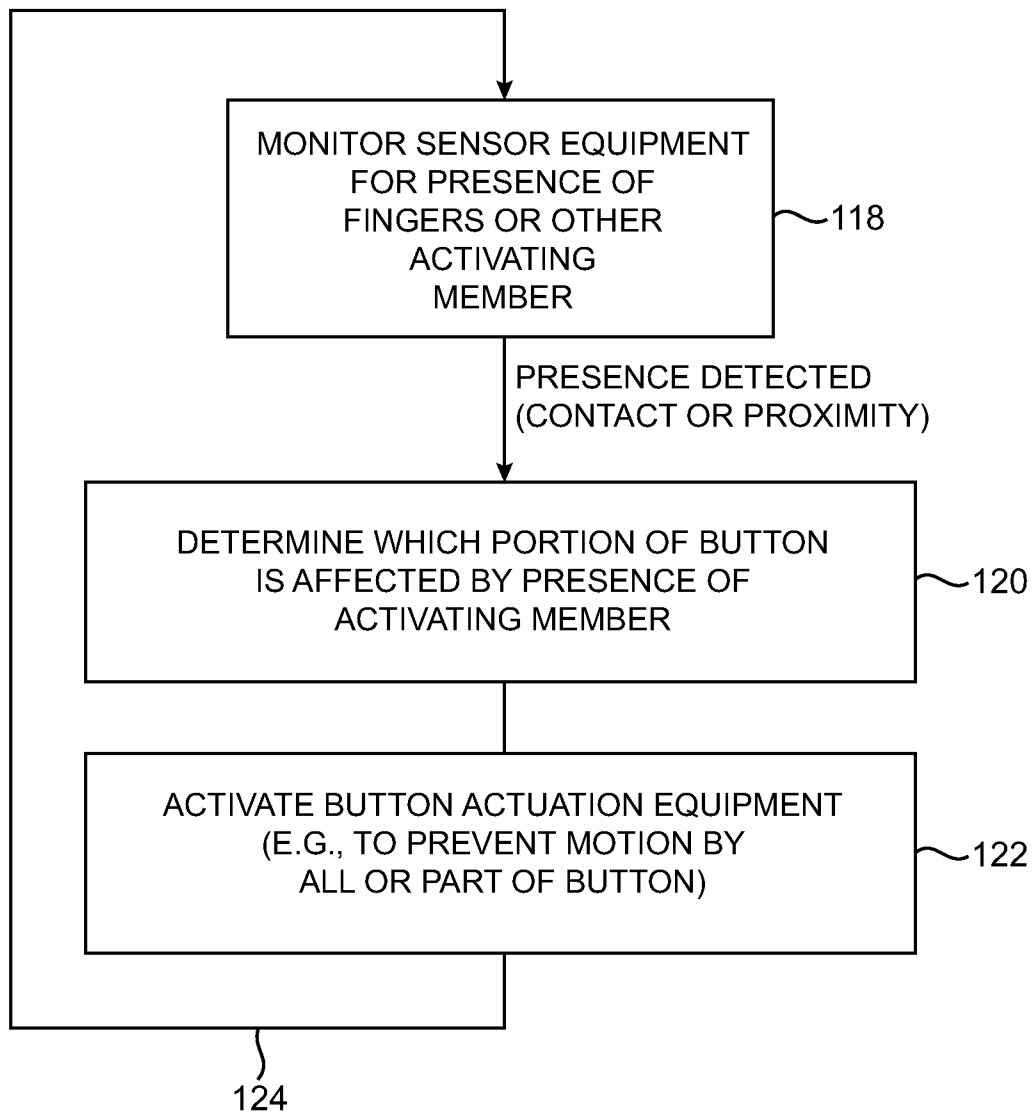 MONITOR SENSOR EQUIPMENT
FOR PRESENCE OF
FINGERS OR OTHER
ACTIVATING
MEMBER
118
PRESENCE DETECTED
(CONTACT OR PROXIMITY)
DETERMINE WHICH PORTION OF BUTTON
IS AFFECTED BY PRESENCE OF
ACTIVATING MEMBER
120
ACTIVATE BUTTON ACTUATION EQUIPMENT
(E.G., TO PREVENT MOTION BY
ALL OR PART OF BUTTON)
122
124